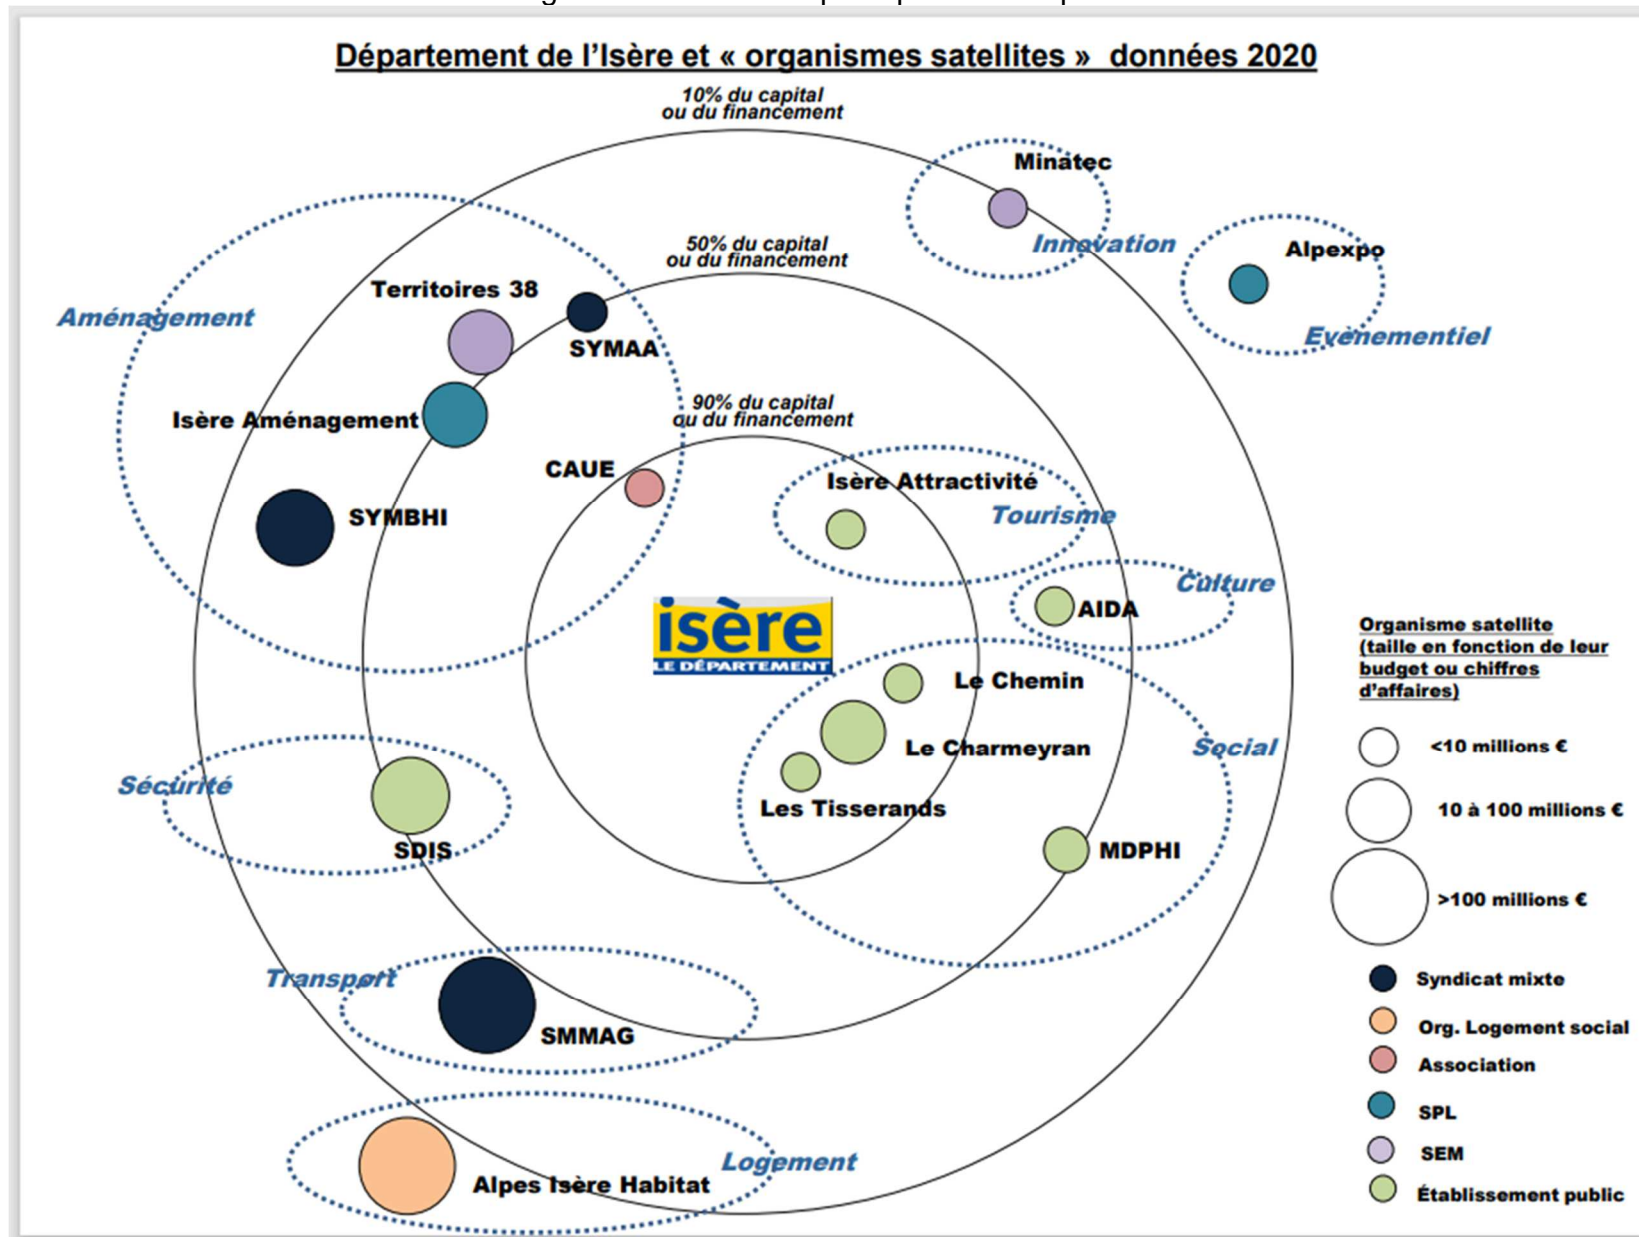 Département de l'Isère et « organismes satellites » données 2020
10% du capital
ou du financement
Minatec
Innovation
Alpexpo
Evènementiel
50% du capital
ou du financement
Territoires 38
Aménagement
SYMAA
Isère Aménagement
90% du capital
ou du financement
CAUE
SYMBHI
Isère Attractivité
Tourisme
Culture
AIDA
isère
LE DÉPARTEMENT
Le Chemin
Le Charmeyran
Social
Les Tisserands
MDPHI
Sécurité
SDIS
Transport
SMMAG
Logement
Alpes Isère Habitat
Organisme satellite
(taille en fonction de leur
budget ou chiffres
d'affaires)
<10 millions €
10 à 100 millions €
>100 millions €
Syndicat mixte
Org. Logement social
Association
SPL
SEM
Établissement public